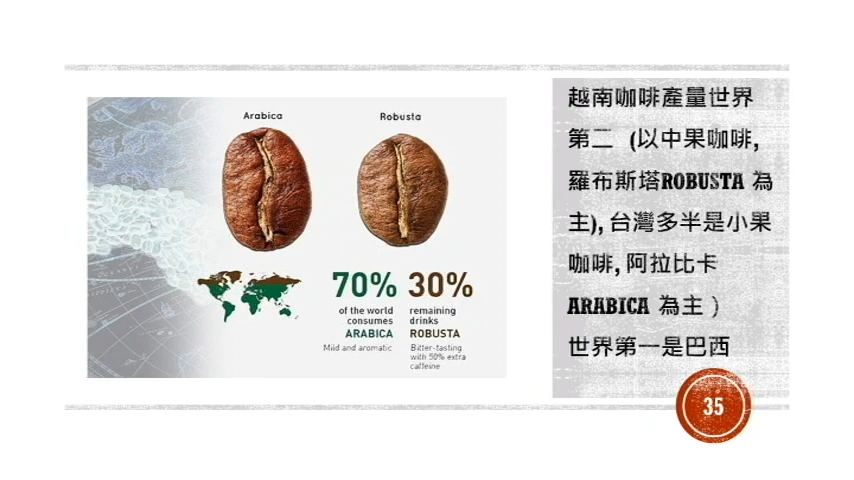 Arabica
Robusta
70%
of the world
consumes
ARABICA
Mild and aromatic
30%
remaining
drinks
ROBUSTA
Bitter-tasting
with 50% extra
caffeine
越南咖啡產量世界
第二 (以中果咖啡,
羅布斯塔ROBUSTA 為
主), 台灣多半是小果
咖啡, 阿拉比卡
ARABICA 為主 )
世界第一是巴西
35